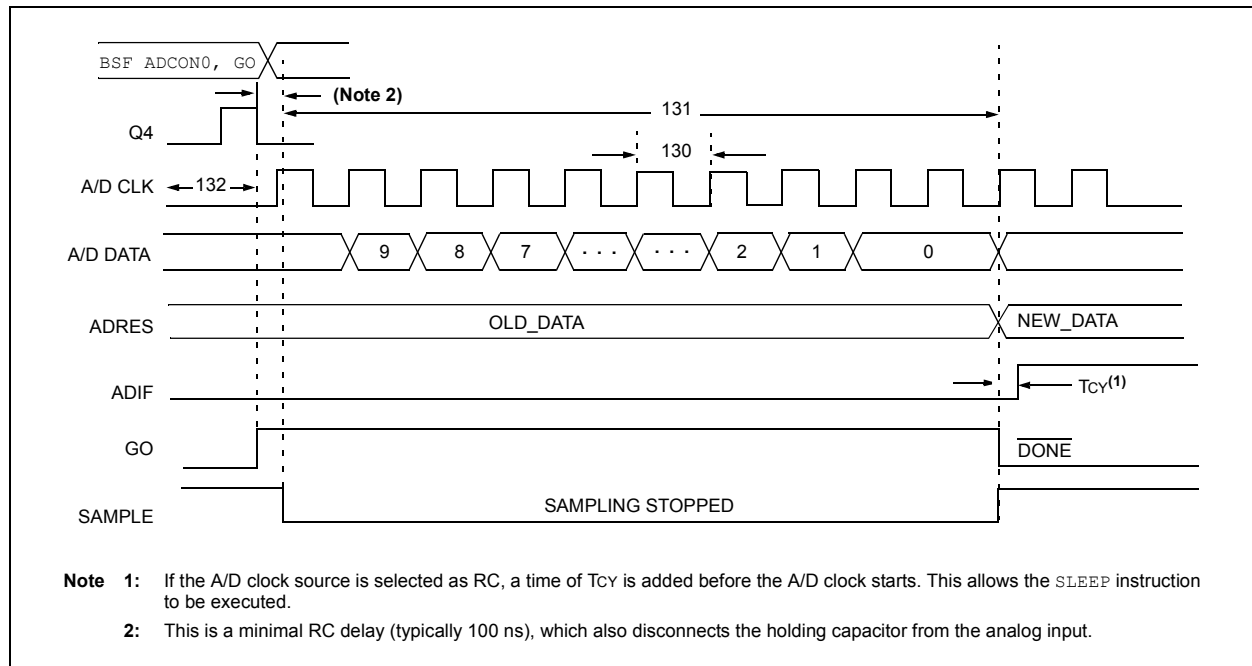 BSF ADCON0, GO
(Note 2)
131
Q4
130
A/D CLK
132
A/D DATA
9 8 7 . . . . . . 2 1 0
ADRES
OLD_DATA
NEW_DATA
ADIF
TCY(1)
GO
DONE
SAMPLE
SAMPLING STOPPED
Note 1: If the A/D clock source is selected as RC, a time of TCY is added before the A/D clock starts. This allows the SLEEP instruction
to be executed.
2: This is a minimal RC delay (typically 100 ns), which also disconnects the holding capacitor from the analog input.